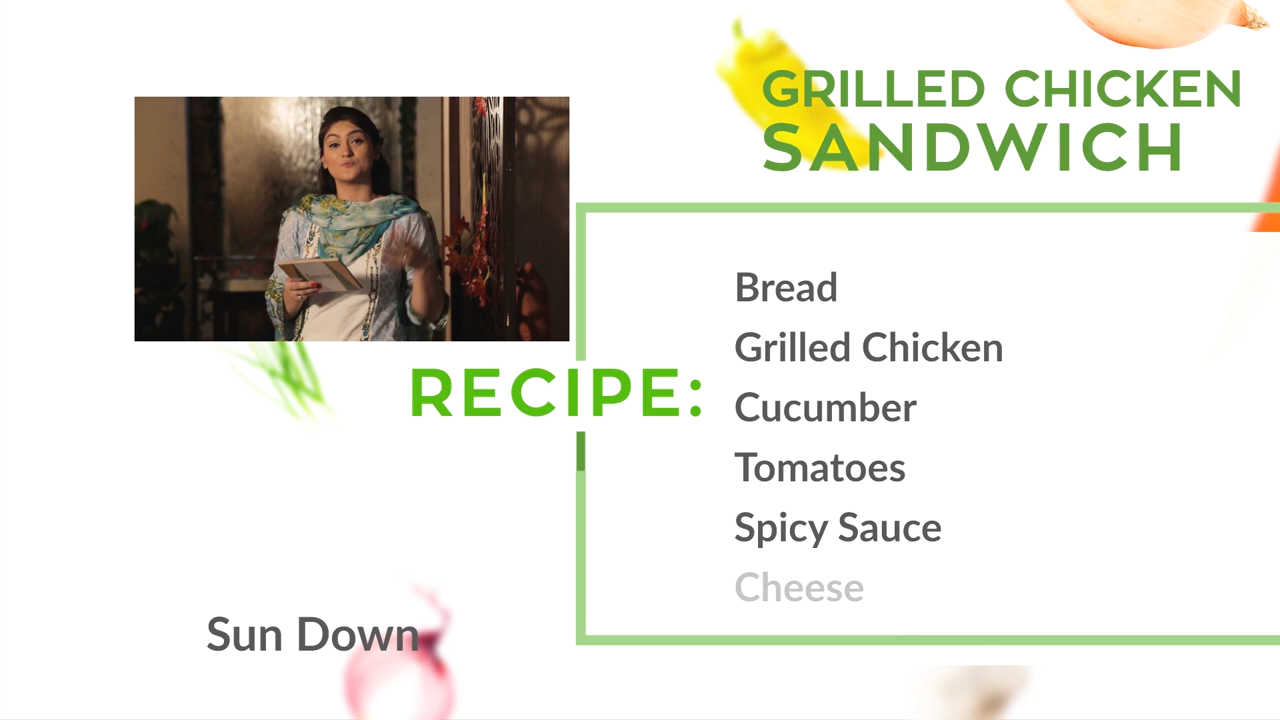 GRILLED CHICKEN
SANDWICH
RECIPE:
Bread
Grilled Chicken
Cucumber
Tomatoes
Spicy Sauce
Cheese
Sun Down